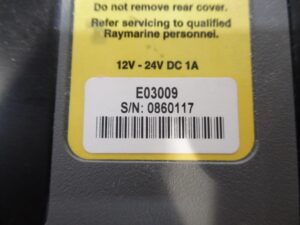 Do not remove rear cover.
Refer servicing to qualified
Raymarine personnel.
12V - 24V DC 1A
E03009
S/N: 0860117